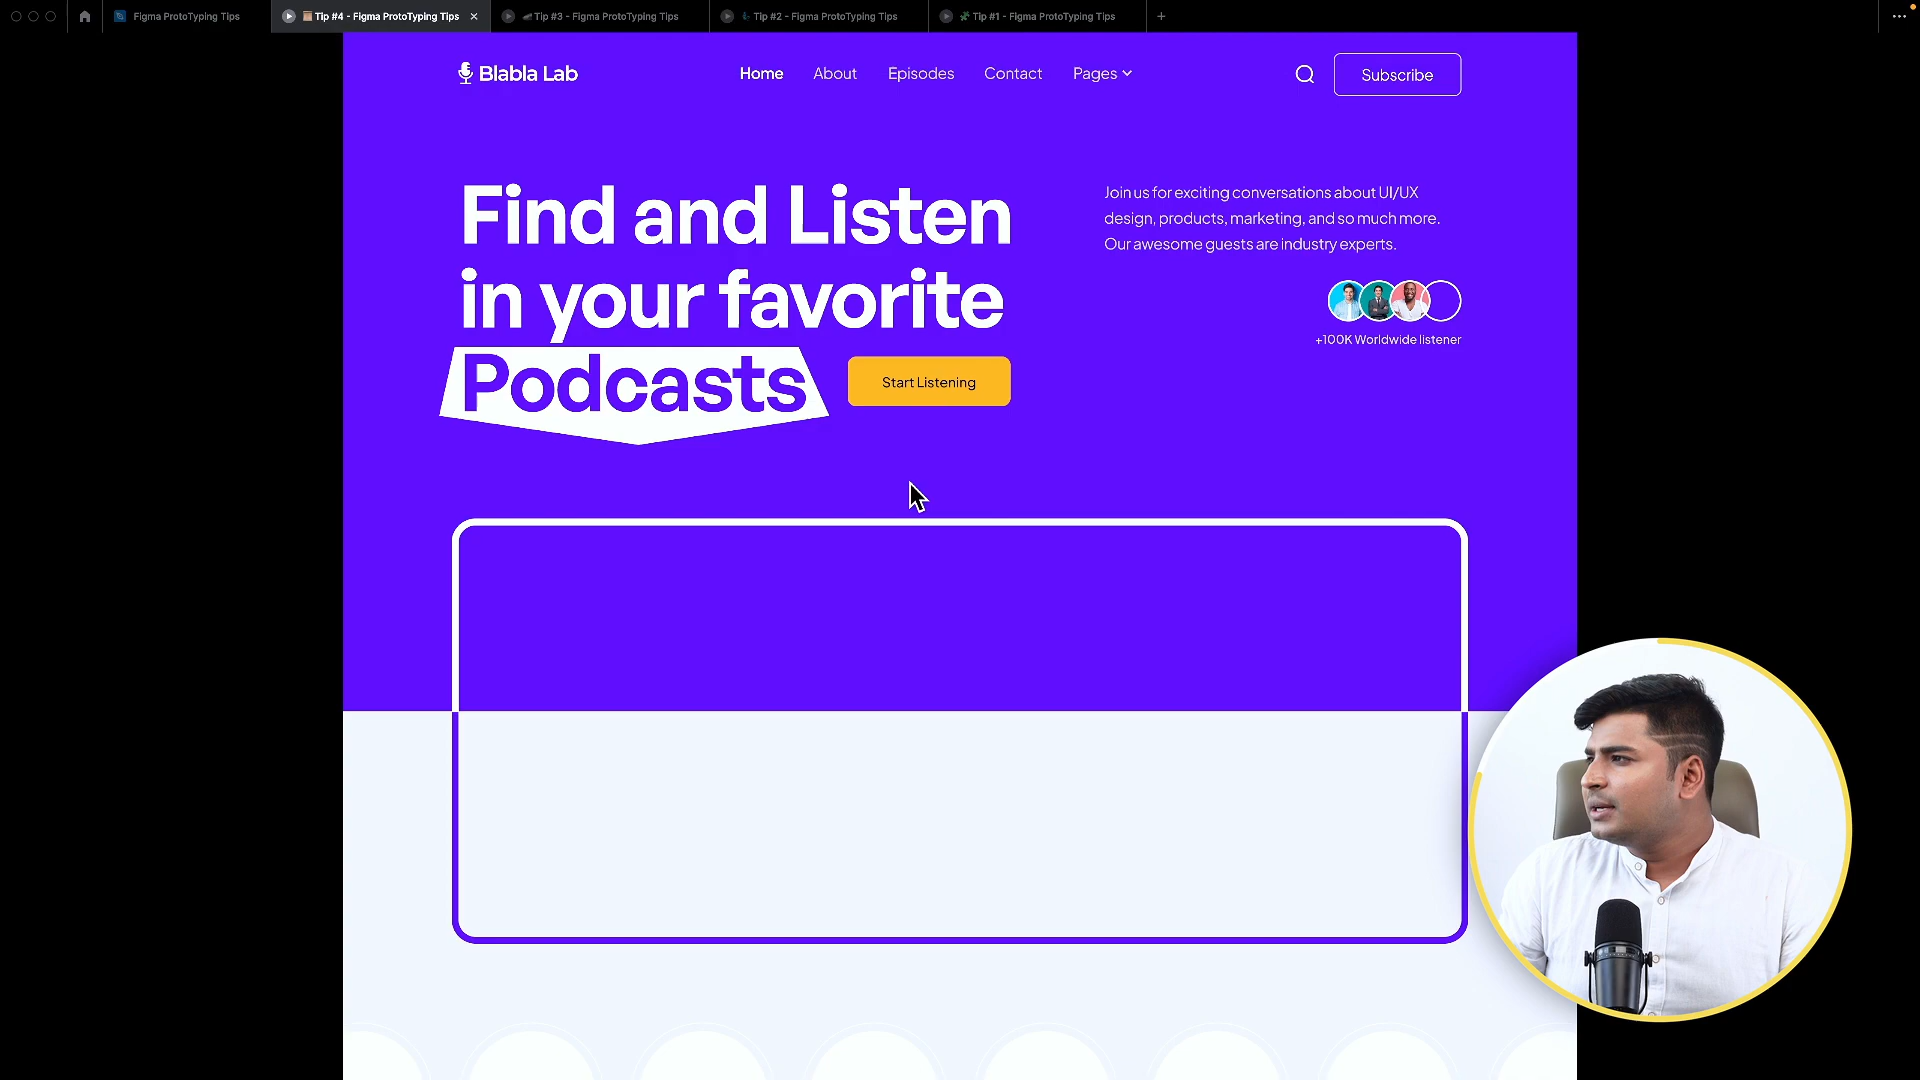 Figma ProtoTyping Tips
Tip #4 - Figma ProtoTyping Tips
Tip #3 - Figma ProtoTyping Tips
Tip #2 - Figma ProtoTyping Tips
Tip #1 - Figma ProtoTyping Tips
Blabla Lab
Home
About
Episodes
Contact
Pages
Subscribe
Find and Listen
in your favorite
Podcasts
Start Listening
Join us for exciting conversations about UI/UX
design, products, marketing, and so much more.
Our awesome guests are industry experts.
+100K Worldwide listener